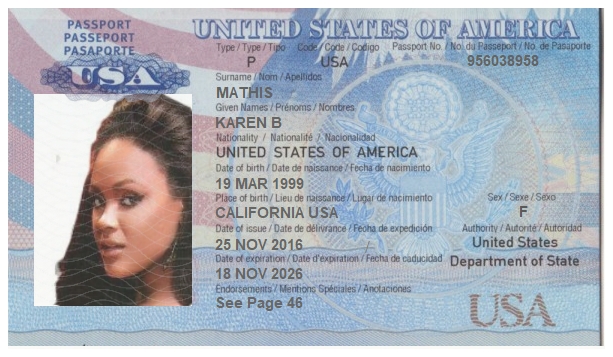 PASSPORT
PASSEPORT
PASAPORTE
USA
UNITED STATES OF AMERICA
Type / Type / Tipo Code / Code / Codigo Passport No. / No. du Passeport / No. de Pasaporte
P USA 956038958
Surname / Nom / Apellidos
MATHIS
Given Names / Prénoms / Nombres
KAREN B
Nationality / Nationalité / Nacionalidad
UNITED STATES OF AMERICA
Date of birth / Date de naissance / Fecha de nacimiento
19 MAR 1999
Place of birth / Lieu de naissance / Lugar de nacimiento Sex / Sexe / Sexo
CALIFORNIA USA F
Date of issue / Date de délivrance / Fecha de expedición Authority / Autorité / Autoridad
25 NOV 2016 United States
Date of expiration / Date d'expiration / Fecha de caducidad Department of State
18 NOV 2026
Endorsements / Mentions Spéciales / Anotaciones
See Page 46
USA